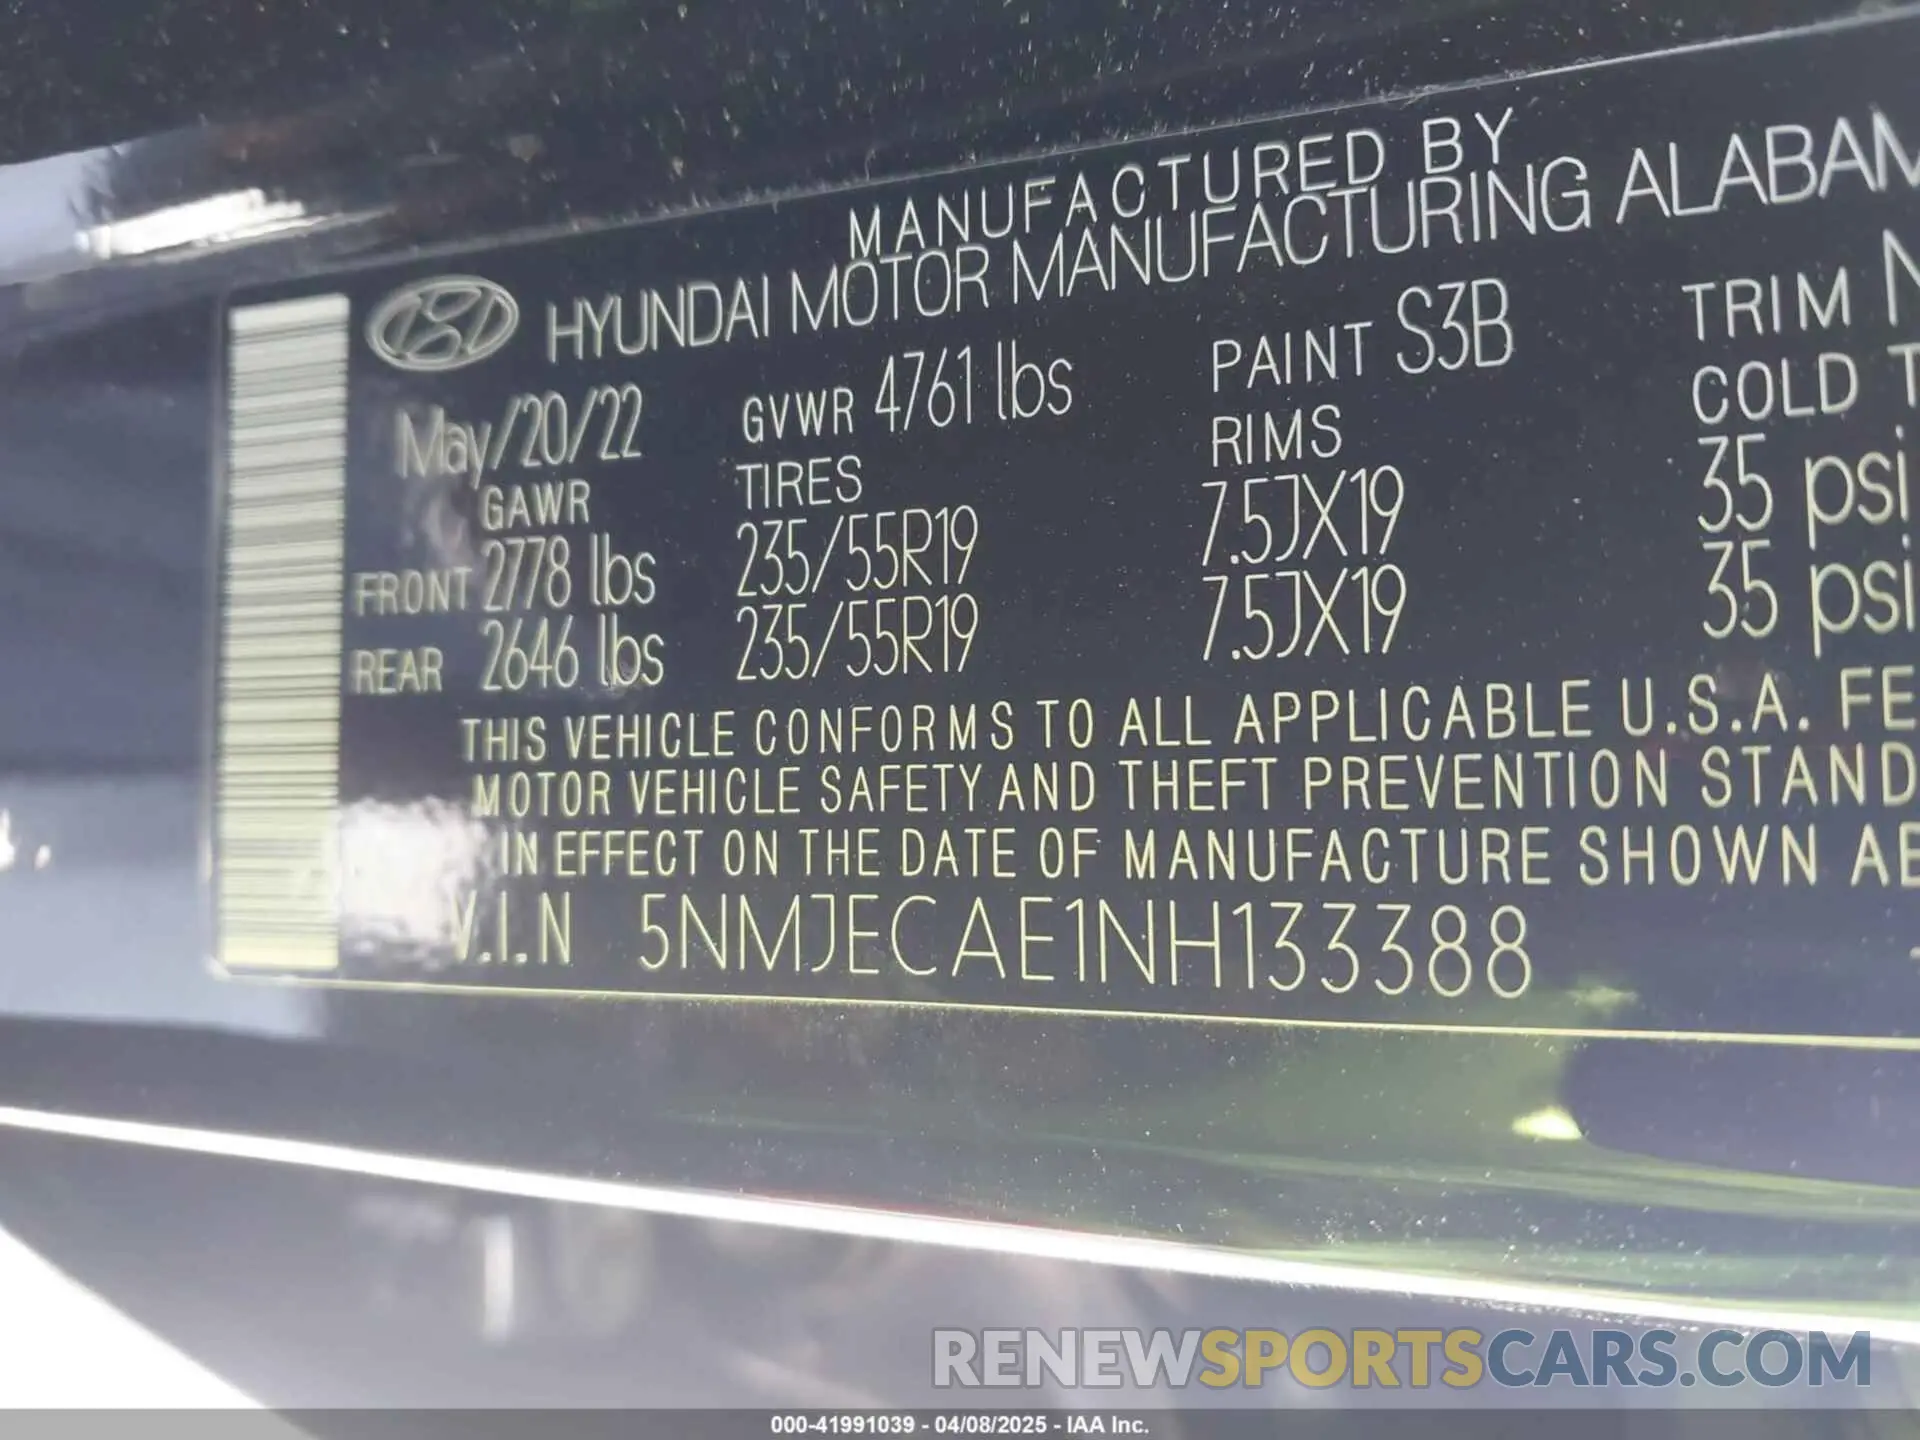 MANUFACTURED BY
HYUNDAI MOTOR MANUFACTURING ALABAM
May/20/22 GVWR 4761 lbs PAINT S3B TRIM N
GAWR TIRES RIMS COLD T
FRONT 2778 lbs 235/55R19 7.5JX19 35 psi
REAR 2646 lbs 235/55R19 7.5JX19 35 psi
THIS VEHICLE CONFORMS TO ALL APPLICABLE U.S.A. FE
MOTOR VEHICLE SAFETY AND THEFT PREVENTION STAND
IN EFFECT ON THE DATE OF MANUFACTURE SHOWN AB
V.I.N 5NMJECAE1NH133388
RENEWSPORTSCARS.COM
000-41991039 - 04/08/2025 - IAA Inc.